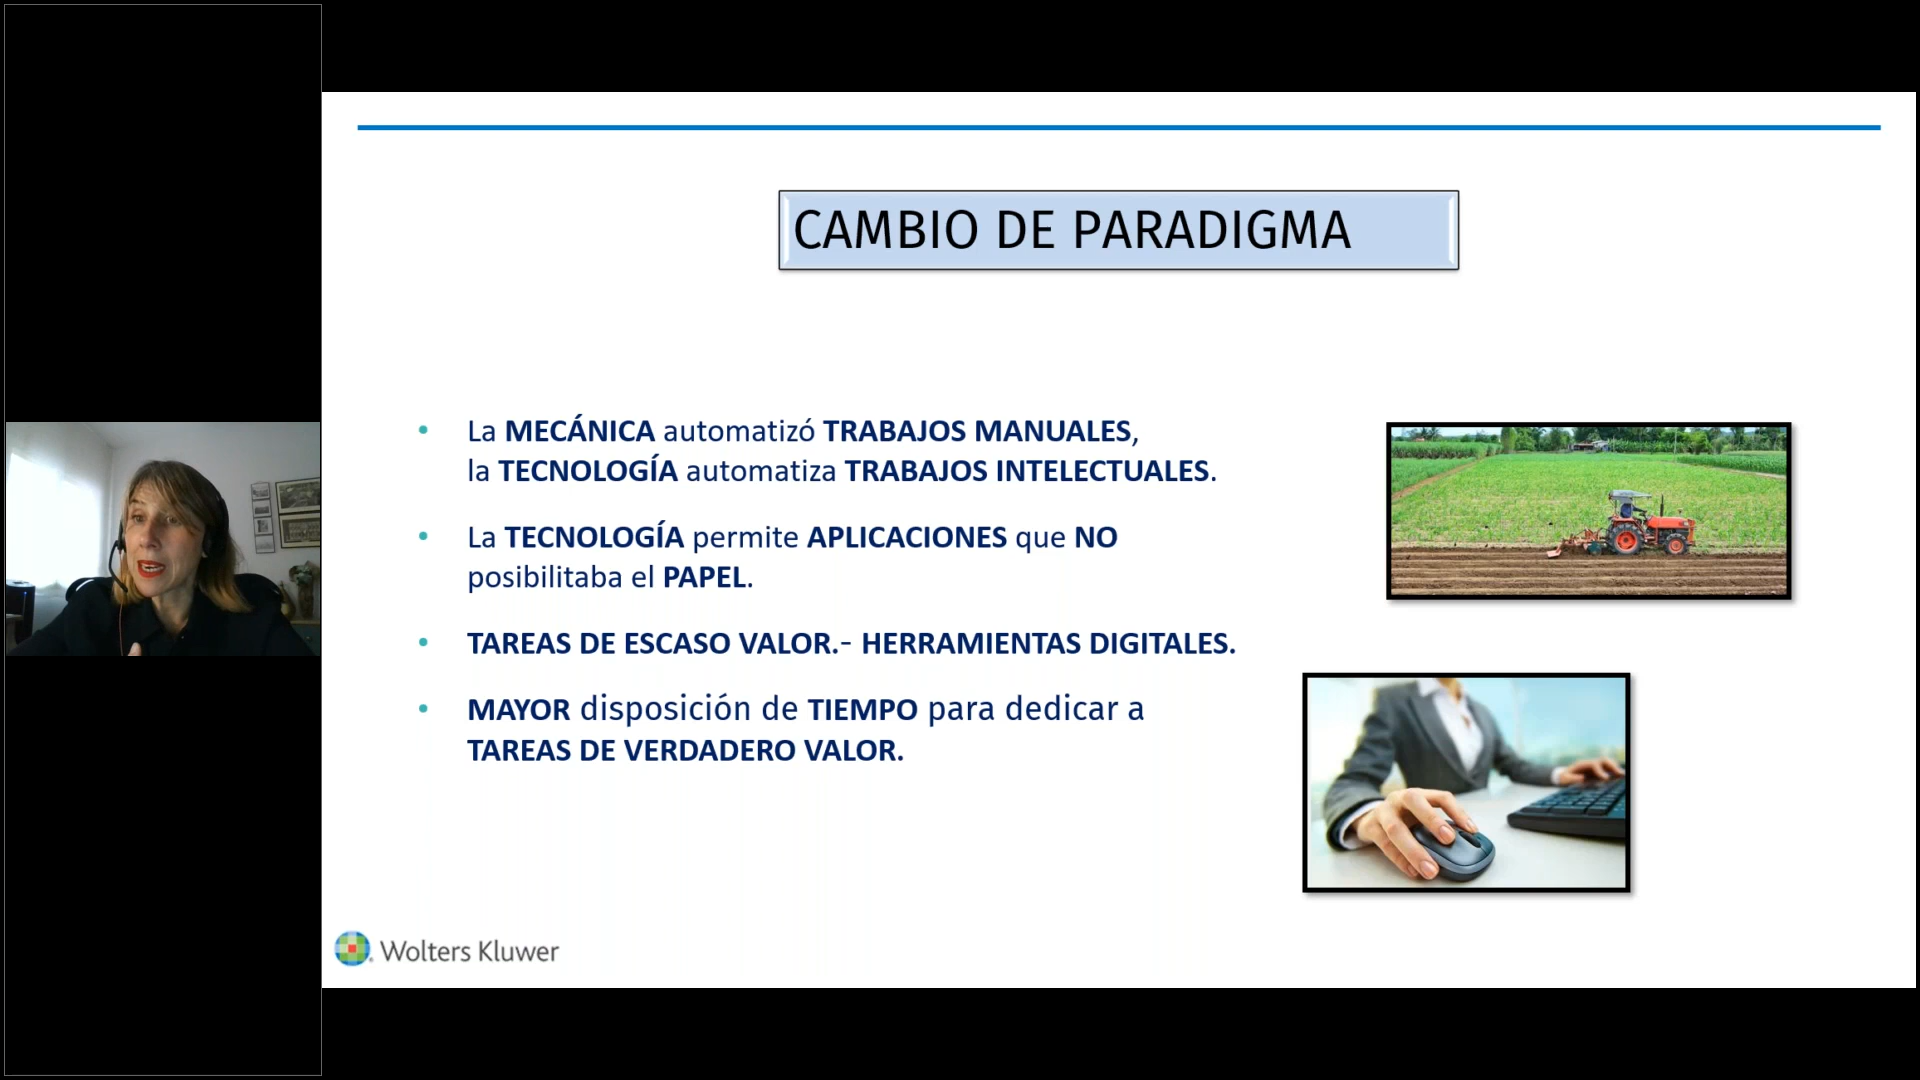 CAMBIO DE PARADIGMA
• La MECÁNICA automatizó TRABAJOS MANUALES,
la TECNOLOGÍA automatiza TRABAJOS INTELECTUALES.
• La TECNOLOGÍA permite APLICACIONES que NO
posibilitaba el PAPEL.
• TAREAS DE ESCASO VALOR.- HERRAMIENTAS DIGITALES.
• MAYOR disposición de TIEMPO para dedicar a
TAREAS DE VERDADERO VALOR.
Wolters Kluwer